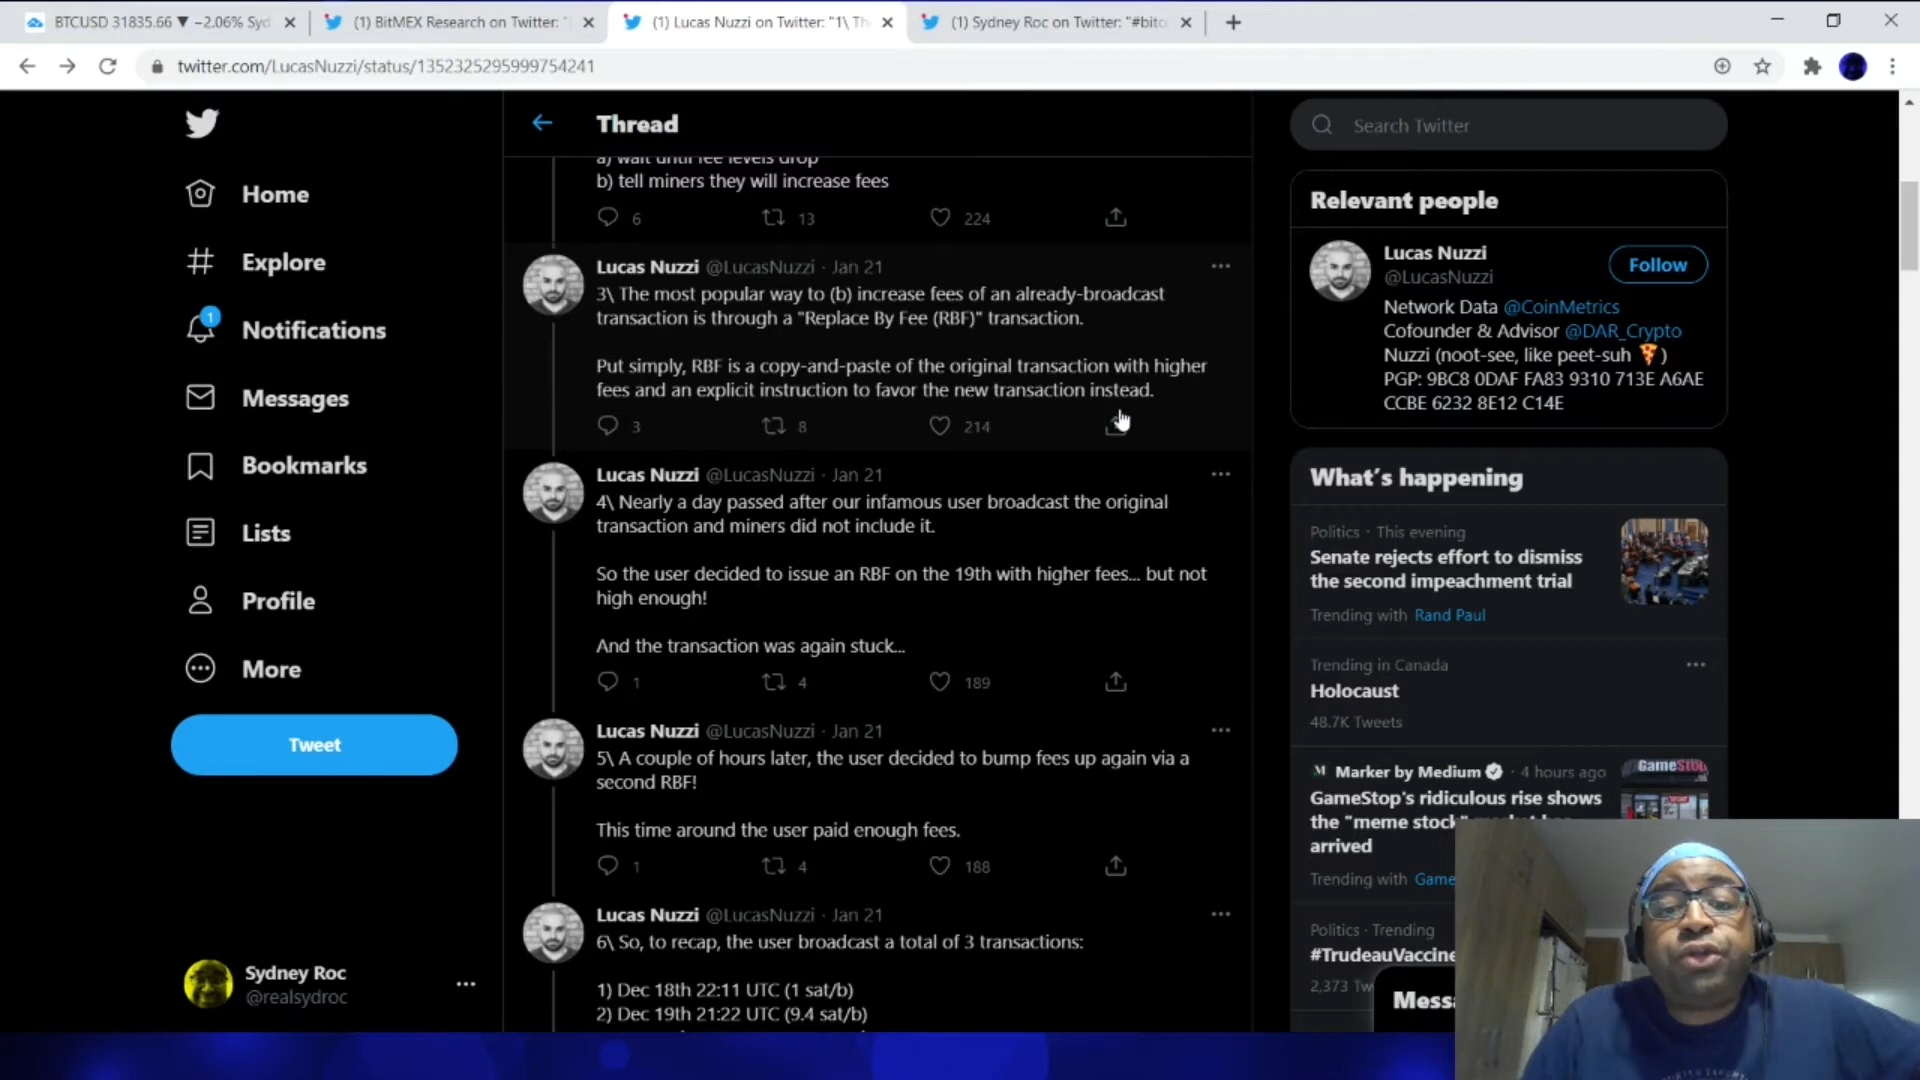 BTCUSD 31835.66 ▼ −2.06% Syd
(1) BitMEX Research on Twitter: "
(1) Lucas Nuzzi on Twitter: "1\ Th
(1) Sydney Roc on Twitter: "#bitc
twitter.com/LucasNuzzi/status/1352325295999754241
Home
Explore
1
Notifications
Messages
Bookmarks
Lists
Profile
More
Tweet
Sydney Roc
@realsydroc
Thread
a) wait until fee levels drop
b) tell miners they will increase fees
6 13 224
Lucas Nuzzi @LucasNuzzi · Jan 21
3\ The most popular way to (b) increase fees of an already-broadcast
transaction is through a "Replace By Fee (RBF)" transaction.
Put simply, RBF is a copy-and-paste of the original transaction with higher
fees and an explicit instruction to favor the new transaction instead.
3 8 214
Lucas Nuzzi @LucasNuzzi · Jan 21
4\ Nearly a day passed after our infamous user broadcast the original
transaction and miners did not include it.
So the user decided to issue an RBF on the 19th with higher fees... but not
high enough!
And the transaction was again stuck...
1 4 189
Lucas Nuzzi @LucasNuzzi · Jan 21
5\ A couple of hours later, the user decided to bump fees up again via a
second RBF!
This time around the user paid enough fees.
1 4 188
Lucas Nuzzi @LucasNuzzi · Jan 21
6\ So, to recap, the user broadcast a total of 3 transactions:
1) Dec 18th 22:11 UTC (1 sat/b)
2) Dec 19th 21:22 UTC (9.4 sat/b)
Search Twitter
Relevant people
Lucas Nuzzi
@LucasNuzzi
Follow
Network Data @CoinMetrics
Cofounder & Advisor @DAR_Crypto
Nuzzi (noot-see, like peet-suh 🍕)
PGP: 9BC8 0DAF FA83 9310 713E A6AE
CCBE 6232 8E12 C14E
What's happening
Politics · This evening
Senate rejects effort to dismiss
the second impeachment trial
Trending with Rand Paul
Trending in Canada
Holocaust
48.7K Tweets
M Marker by Medium · 4 hours ago
GameStop's ridiculous rise shows
the "meme stock"
arrived
Trending with Game
GameSto
Politics · Trending
#TrudeauVaccine
2,373 Tw
Messa